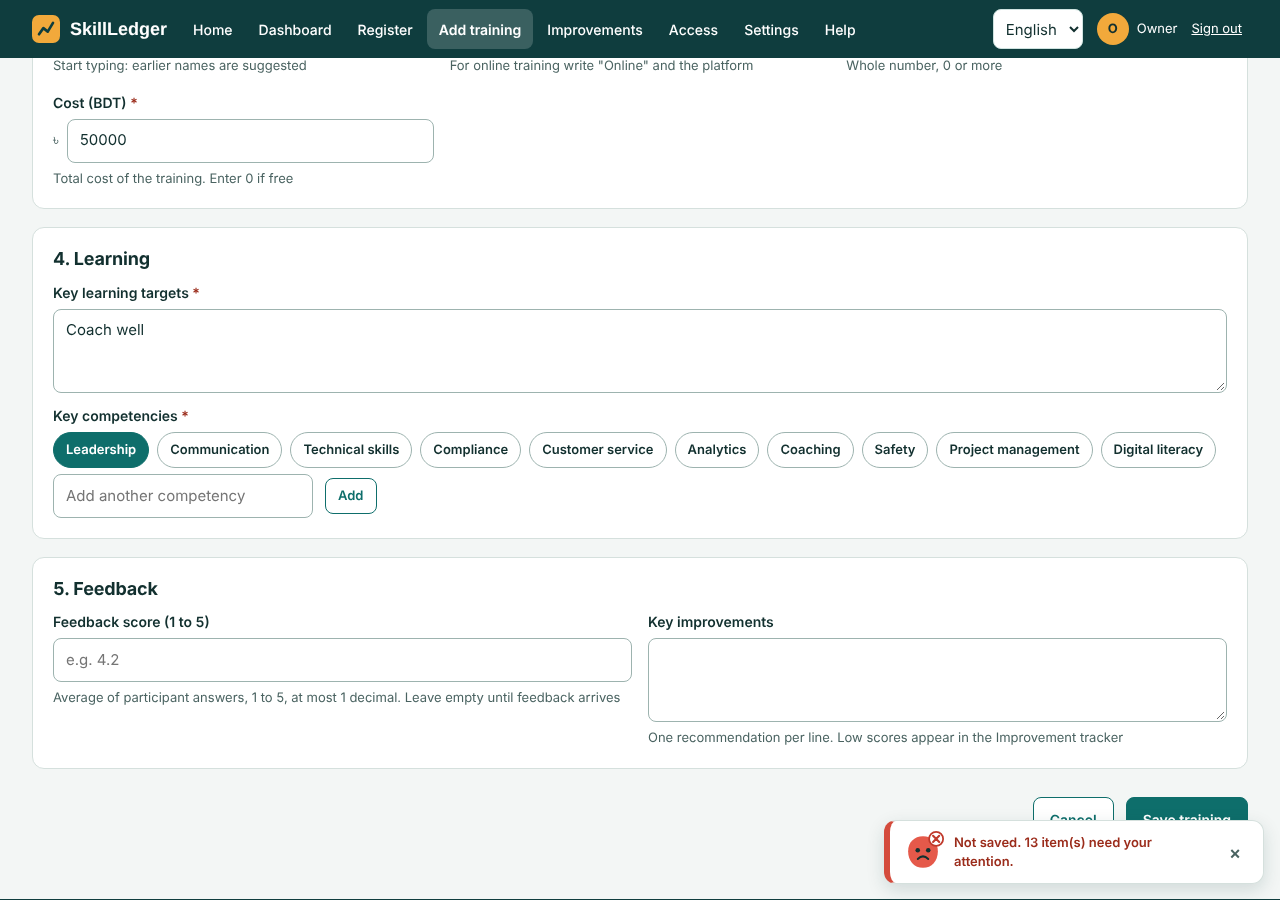 SkillLedger Home Dashboard Register Add training Improvements Access Settings Help English O Owner Sign out
Start typing: earlier names are suggested For online training write "Online" and the platform Whole number, 0 or more
Cost (BDT) *
৳ 50000
Total cost of the training. Enter 0 if free
4. Learning
Key learning targets *
Coach well
Key competencies *
Leadership Communication Technical skills Compliance Customer service Analytics Coaching Safety Project management Digital literacy
Add another competency Add
5. Feedback
Feedback score (1 to 5) Key improvements
e.g. 4.2
Average of participant answers, 1 to 5, at most 1 decimal. Leave empty until feedback arrives
One recommendation per line. Low scores appear in the Improvement tracker
Cancel Save training
Not saved. 13 item(s) need your
attention.